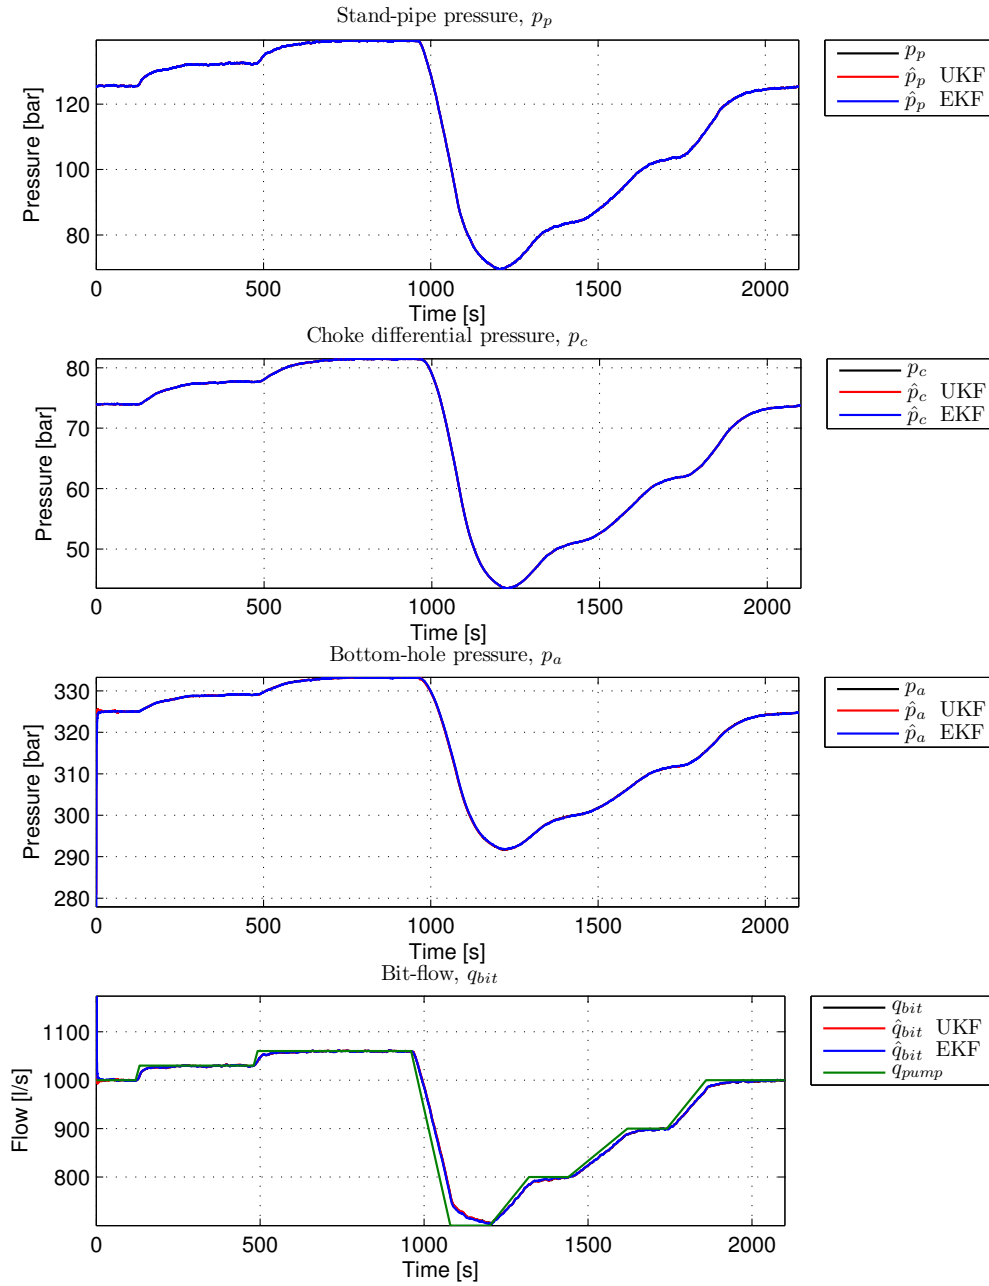 Stand-pipe pressure, p_p
Pressure [bar]
120
100
80
0 500 1000 1500 2000
Time [s]
p_p
p̂_p UKF
p̂_p EKF
Choke differential pressure, p_c
Pressure [bar]
80
70
60
50
0 500 1000 1500 2000
Time [s]
p_c
p̂_c UKF
p̂_c EKF
Bottom-hole pressure, p_a
Pressure [bar]
330
320
310
300
290
280
0 500 1000 1500 2000
Time [s]
p_a
p̂_a UKF
p̂_a EKF
Bit-flow, q_bit
Flow [l/s]
1100
1000
900
800
0 500 1000 1500 2000
Time [s]
q_bit
q̂_bit UKF
q̂_bit EKF
q_pump